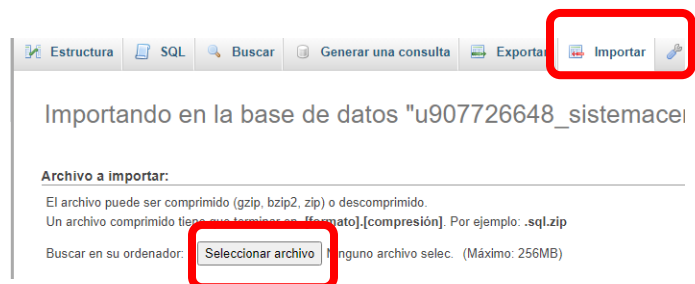 Estructura SQL Buscar Generar una consulta Exportar Importar
Importando en la base de datos "u907726648_sistemacer
Archivo a importar:
El archivo puede ser comprimido (gzip, bzip2, zip) o descomprimido.
Un archivo comprimido tiene que terminar en .[formato].[compresión]. Por ejemplo: .sql.zip
Buscar en su ordenador: Seleccionar archivo Ninguno archivo selec. (Máximo: 256MB)